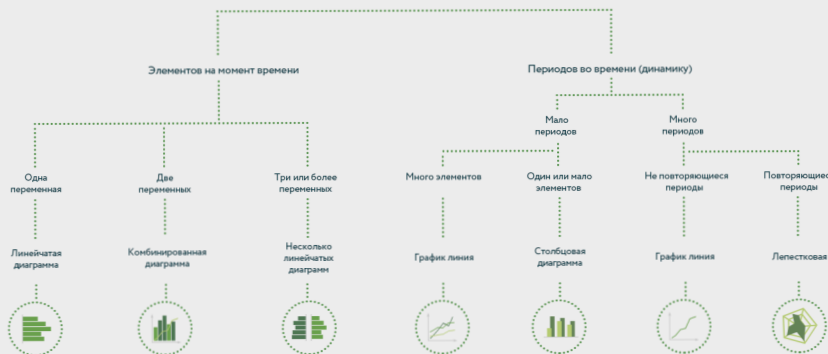 Элементов на момент времени
Периодов во времени (динамику)
Мало
периодов
Много
периодов
Одна
переменная
Две
переменных
Три или более
переменных
Много элементов
Один или мало
элементов
Не повторяющиеся
периоды
Повторяющиес
периоды
Линейчатая
диаграмма
Комбинированная
диаграмма
Несколько
линейчатых
диаграмм
График линия
Столбцовая
диаграмма
График линия
Лепестковая